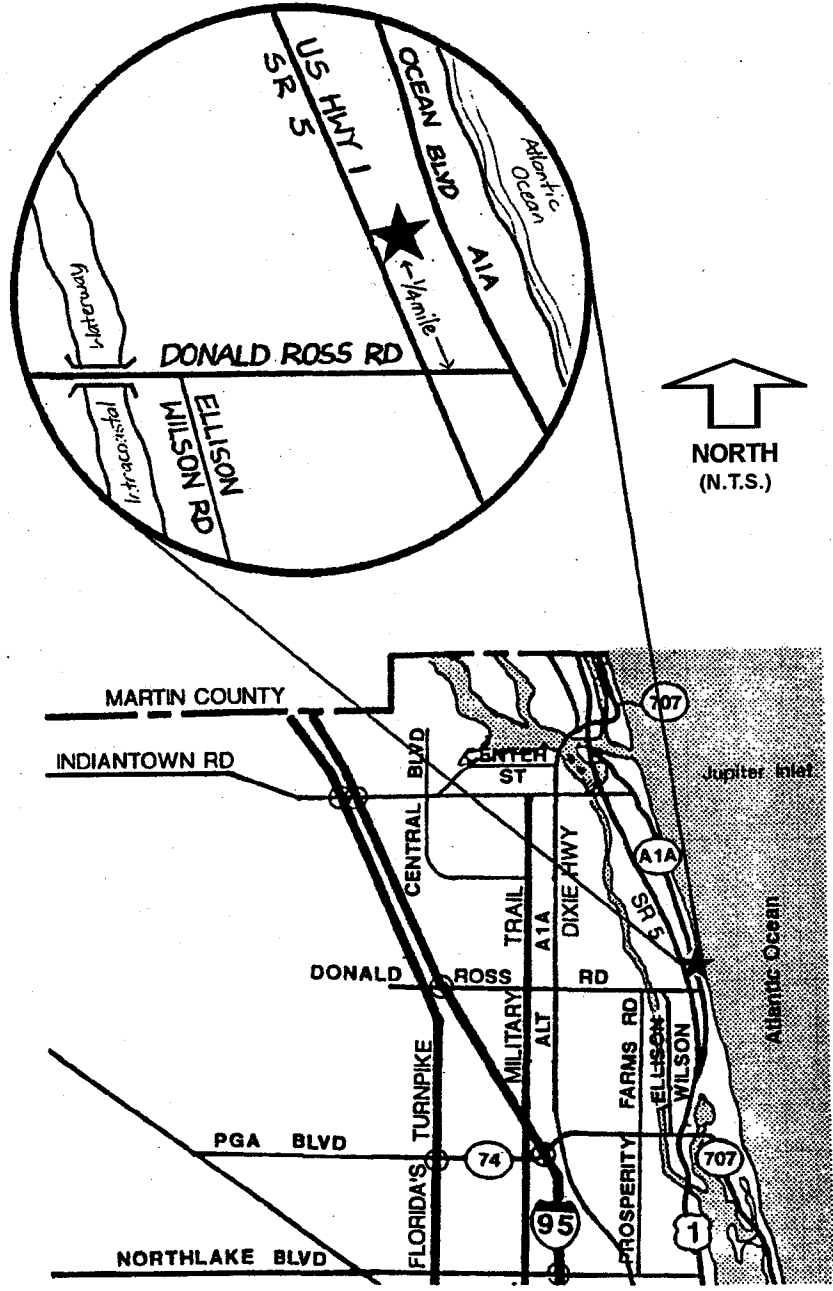 US HWY 1
SR 5
OCEAN BLVD
A1A
Atlantic
Ocean
1/4 mile
Waterway
DONALD ROSS RD
Intracoastal
ELLISON
WILSON RD
NORTH
(N.T.S.)
MARTIN COUNTY
707
INDIANTOWN RD
CENTRAL BLVD
CENTER
ST
Jupiter Inlet
A1A
SR 5
DIXIE HWY
A1A
ALT
MILITARY TRAIL
DONALD ROSS RD
Atlantic Ocean
FLORIDA'S TURNPIKE
PROSPERITY FARMS RD
ELLISON
WILSON
PGA BLVD
74
707
95
1
NORTHLAKE BLVD